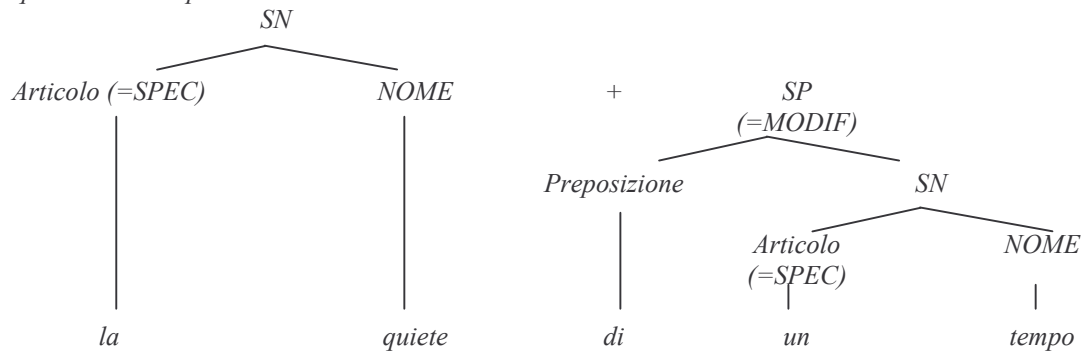 SN
Articolo (=SPEC) NOME + SP
(=MODIF)
Preposizione SN
Articolo NOME
(=SPEC)
la quiete di un tempo